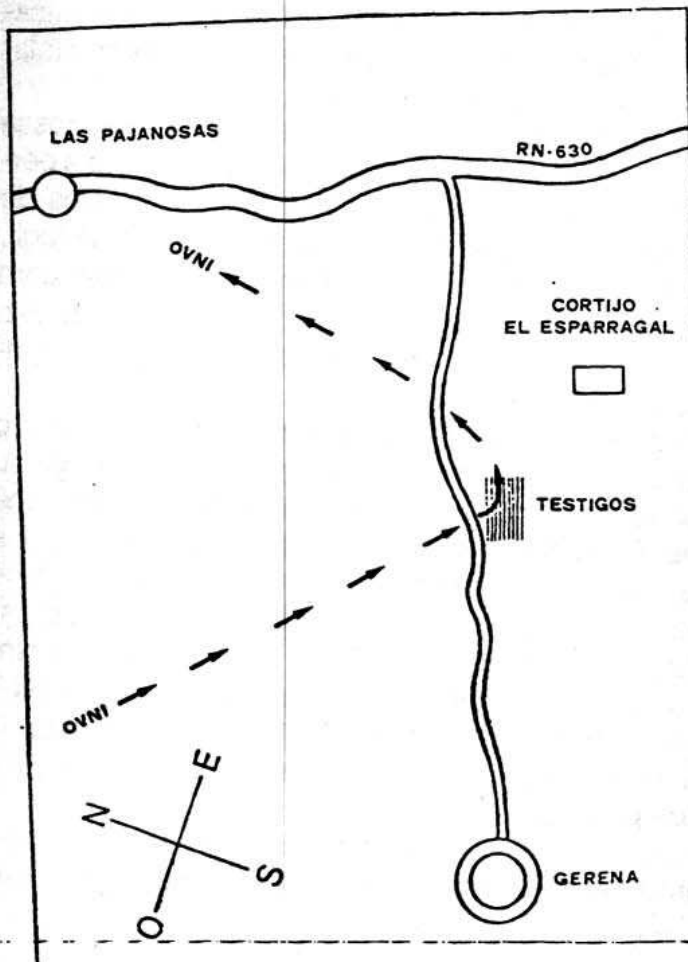 LAS PAJANOSAS
RN-630
OVNI
CORTIJO
EL ESPARRAGAL
TESTIGOS
OVNI
E
N
S
O
GERENA